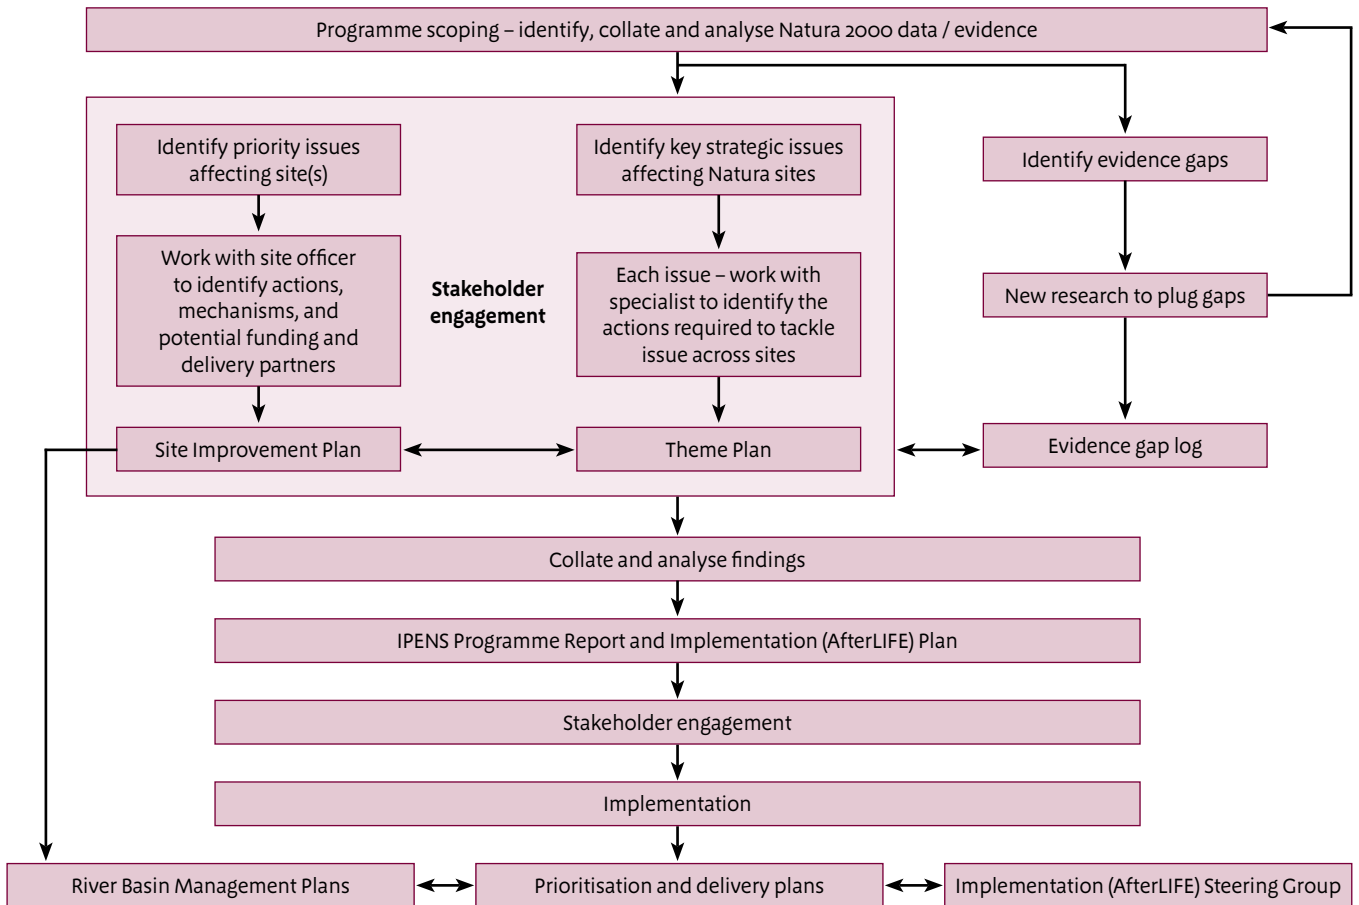 Programme scoping – identify, collate and analyse Natura 2000 data / evidence
Identify priority issues
affecting site(s)
Work with site officer
to identify actions,
mechanisms, and
potential funding and
delivery partners
Site Improvement Plan
Stakeholder
engagement
Identify key strategic issues
affecting Natura sites
Each issue – work with
specialist to identify the
actions required to tackle
issue across sites
Theme Plan
Identify evidence gaps
New research to plug gaps
Evidence gap log
Collate and analyse findings
IPENS Programme Report and Implementation (AfterLIFE) Plan
Stakeholder engagement
Implementation
River Basin Management Plans
Prioritisation and delivery plans
Implementation (AfterLIFE) Steering Group